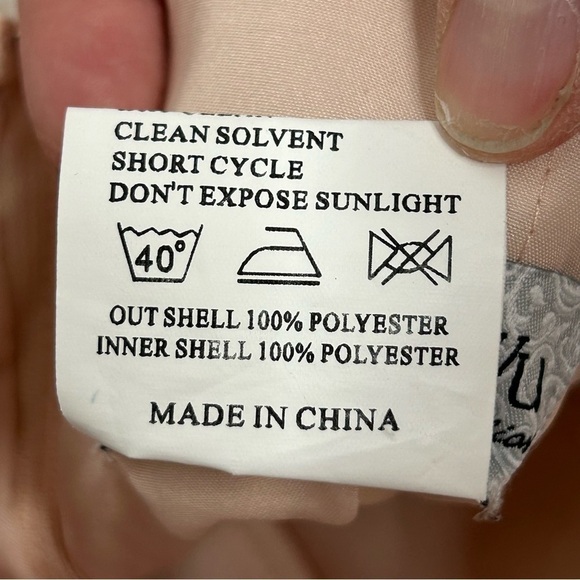 CLEAN SOLVENT
SHORT CYCLE
DON'T EXPOSE SUNLIGHT
40°
OUT SHELL 100% POLYESTER
INNER SHELL 100% POLYESTER
MADE IN CHINA